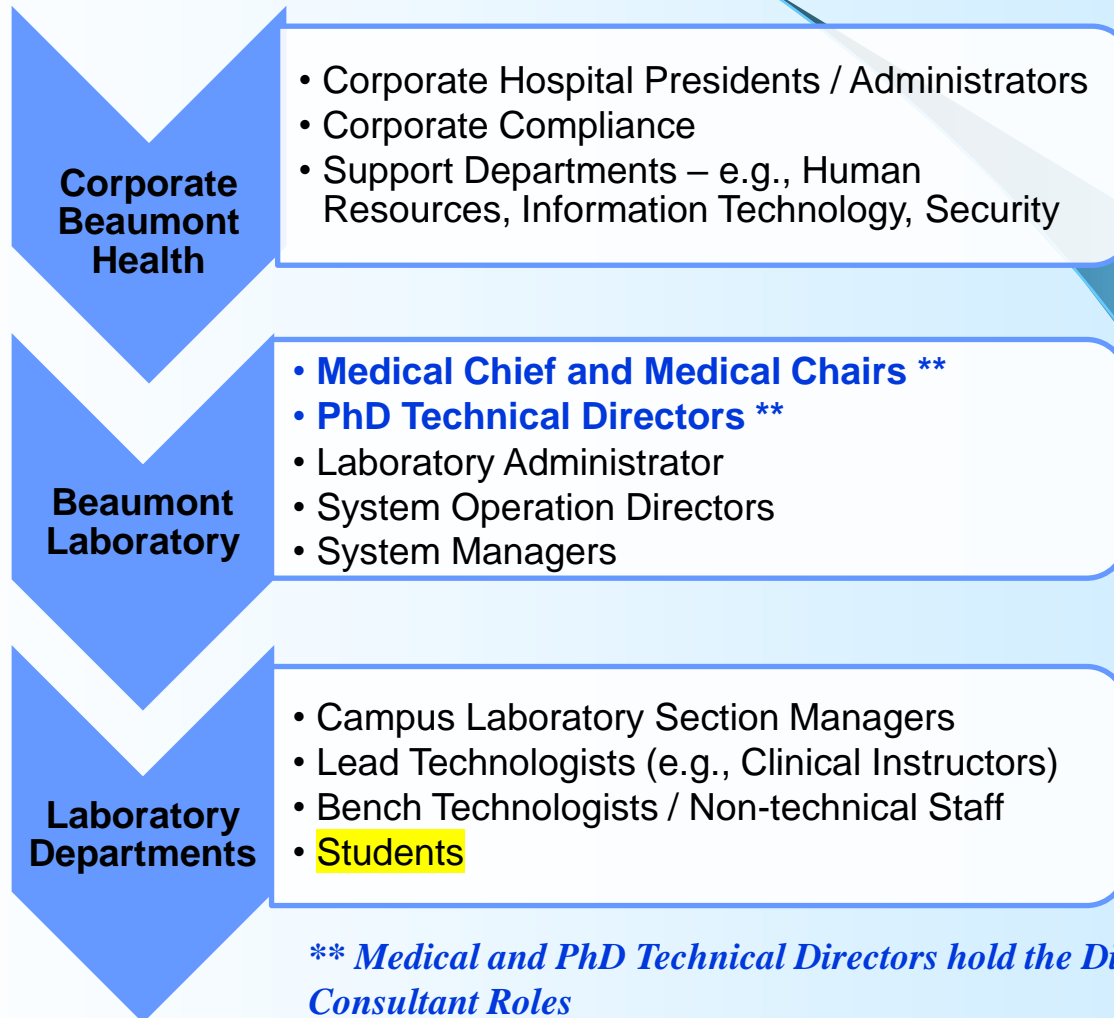 Corporate
Beaumont
Health
• Corporate Hospital Presidents / Administrators
• Corporate Compliance
• Support Departments – e.g., Human
Resources, Information Technology, Security
Beaumont
Laboratory
• Medical Chief and Medical Chairs **
• PhD Technical Directors **
• Laboratory Administrator
• System Operation Directors
• System Managers
Laboratory
Departments
• Campus Laboratory Section Managers
• Lead Technologists (e.g., Clinical Instructors)
• Bench Technologists / Non-technical Staff
• Students
** Medical and PhD Technical Directors hold the
Consultant Roles